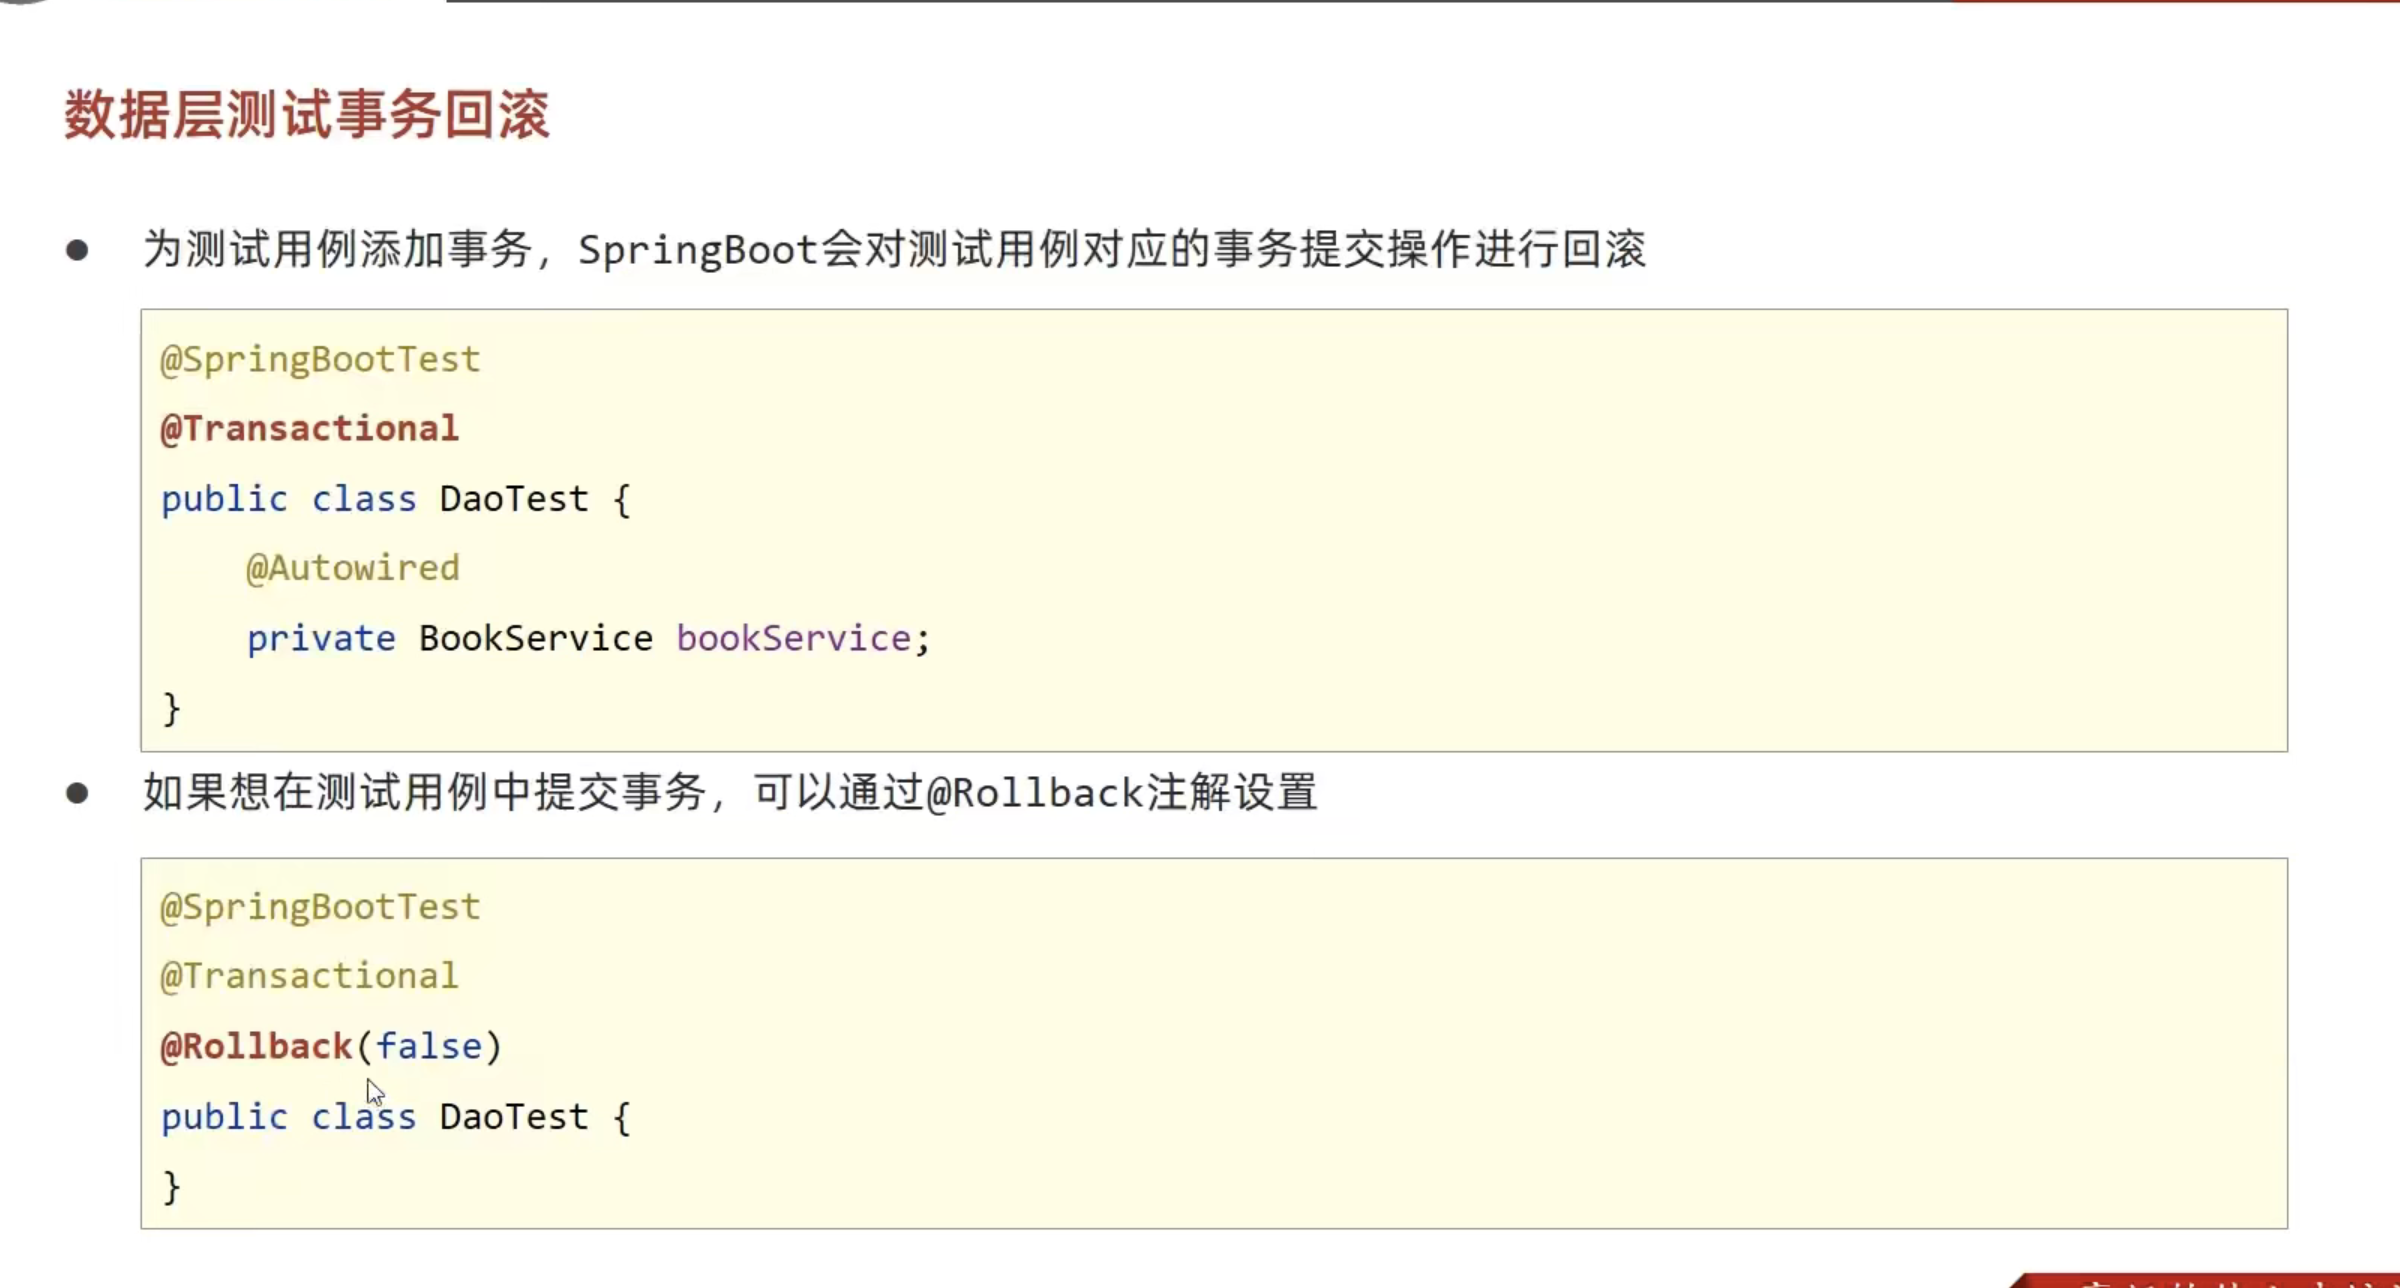 数据层测试事务回滚
为测试用例添加事务，SpringBoot会对测试用例对应的事务提交操作进行回滚
@SpringBootTest
@Transactional
public class DaoTest {
@Autowired
private BookService bookService;
}
如果想在测试用例中提交事务，可以通过@Rollback注解设置
@SpringBootTest
@Transactional
@Rollback(false)
public class DaoTest {
}